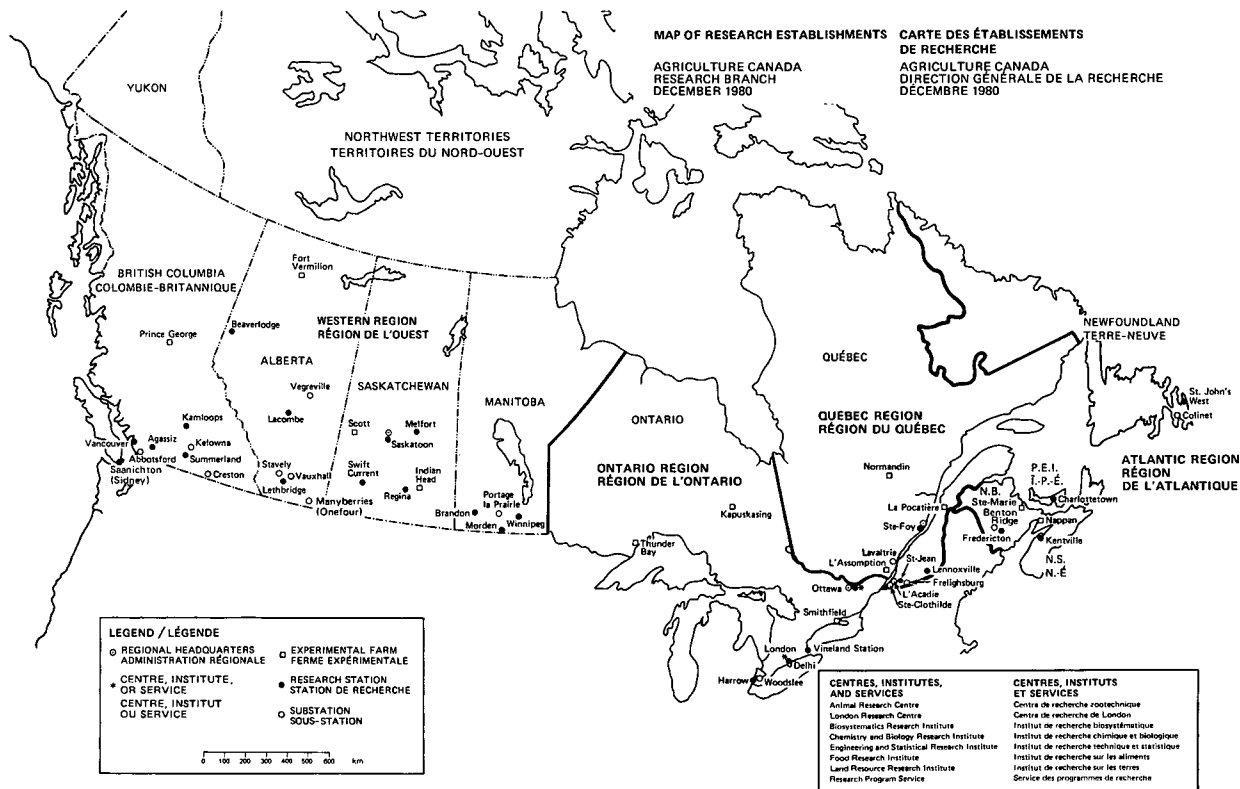 MAP OF RESEARCH ESTABLISHMENTS
AGRICULTURE CANADA
RESEARCH BRANCH
DECEMBER 1980
CARTE DES ÉTABLISSEMENTS
DE RECHERCHE
AGRICULTURE CANADA
DIRECTION GÉNÉRALE DE LA RECHERCHE
DÉCEMBRE 1980
YUKON
NORTHWEST TERRITORIES
TERRITOIRES DU NORD-OUEST
BRITISH COLUMBIA
COLOMBIE-BRITANNIQUE
Prince George
Kamloops
Vancouver
Agassiz
Kelowna
Abbotsford
Summerland
Saanichton
(Sidney)
Creston
Fort
Vermilion
Beaverlodge
WESTERN REGION
RÉGION DE L'OUEST
ALBERTA
Vegreville
Lacombe
Stavely
Vauxhall
Lethbridge
Manyberries
(Onefour)
SASKATCHEWAN
Scott
Melfort
Saskatoon
Swift
Current
Indian
Head
Regina
MANITOBA
Portage
la Prairie
Brandon
Morden
Winnipeg
ONTARIO
ONTARIO REGION
RÉGION DE L'ONTARIO
Kapuskasing
Thunder
Bay
Ottawa
Smithfield
London
Vineland Station
Delhi
Harrow
Woodslee
QUÉBEC
QUEBEC REGION
RÉGION DU QUÉBEC
Normandin
La Pocatière
Ste-Foy
Lavaltrie
L'Assomption
St-Jean
Lennoxville
Frelighsburg
L'Acadie
Ste-Clothilde
NEWFOUNDLAND
TERRE-NEUVE
St. John's
West
Colinet
ATLANTIC REGION
RÉGION
DE L'ATLANTIQUE
P.E.I.
Î.-P.-É.
Charlottetown
N.B.
Ste-Marie
Benton
Ridge
Fredericton
Nappan
Kentville
N.S.
N.-É
LEGEND / LÉGENDE
REGIONAL HEADQUARTERS
ADMINISTRATION RÉGIONALE
CENTRE, INSTITUTE,
OR SERVICE
CENTRE, INSTITUT
OU SERVICE
EXPERIMENTAL FARM
FERME EXPÉRIMENTALE
RESEARCH STATION
STATION DE RECHERCHE
SUBSTATION
SOUS-STATION
0 200 400 600
km
CENTRES, INSTITUTES,
AND SERVICES
Animal Research Centre
London Research Centre
Biosystematics Research Institute
Chemistry and Biology Research Institute
Engineering and Statistical Research Institute
Food Research Institute
Land Resource Research Institute
Research Program Service
CENTRES, INSTITUTS
ET SERVICES
Centre de recherche zootechnique
Centre de recherche de London
Institut de recherche biosystématique
Institut de recherche chimique et biologique
Institut de recherche technique et statistique
Institut de recherche sur les aliments
Institut de recherche sur les terres
Service des programmes de recherche